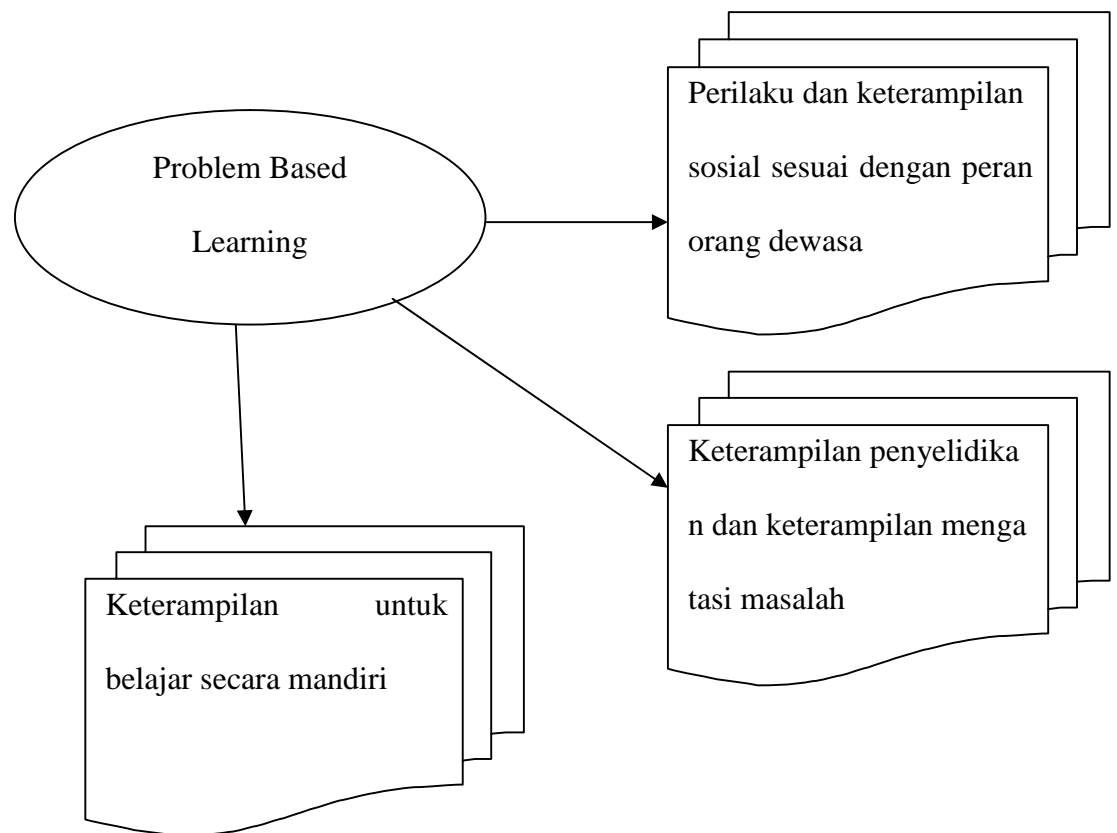 Problem Based
Learning
Perilaku dan keterampilan
sosial sesuai dengan peran
orang dewasa
Keterampilan penyelidika
n dan keterampilan menga
tasi masalah
Keterampilan untuk
belajar secara mandiri